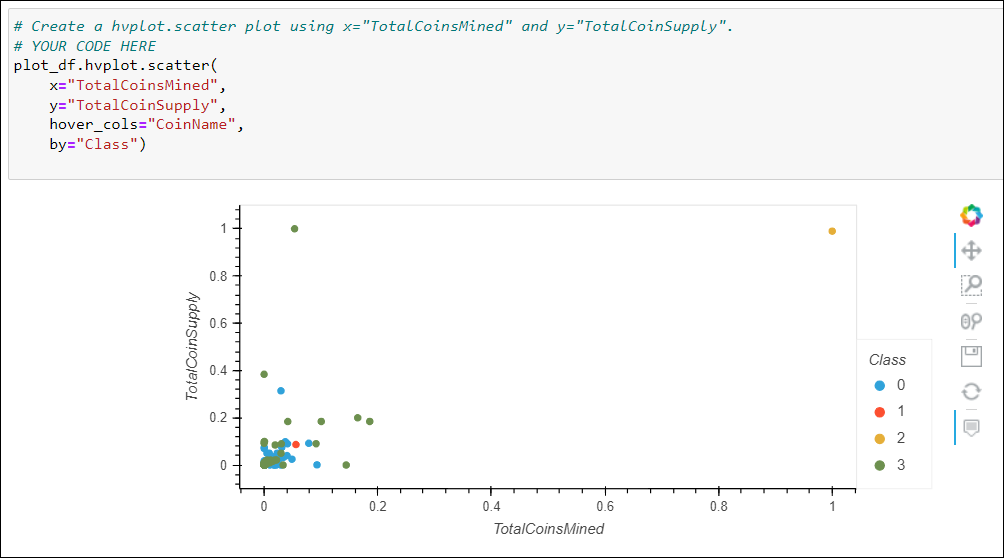 # Create a hvplot.scatter plot using x="TotalCoinsMined" and y="TotalCoinSupply".
# YOUR CODE HERE
plot_df.hvplot.scatter(
    x="TotalCoinsMined",
    y="TotalCoinSupply",
    hover_cols="CoinName",
    by="Class")
1
0.8
0.6
0.4
0.2
0
TotalCoinSupply
0 0.2 0.4 0.6 0.8 1
TotalCoinsMined
Class
0
1
2
3